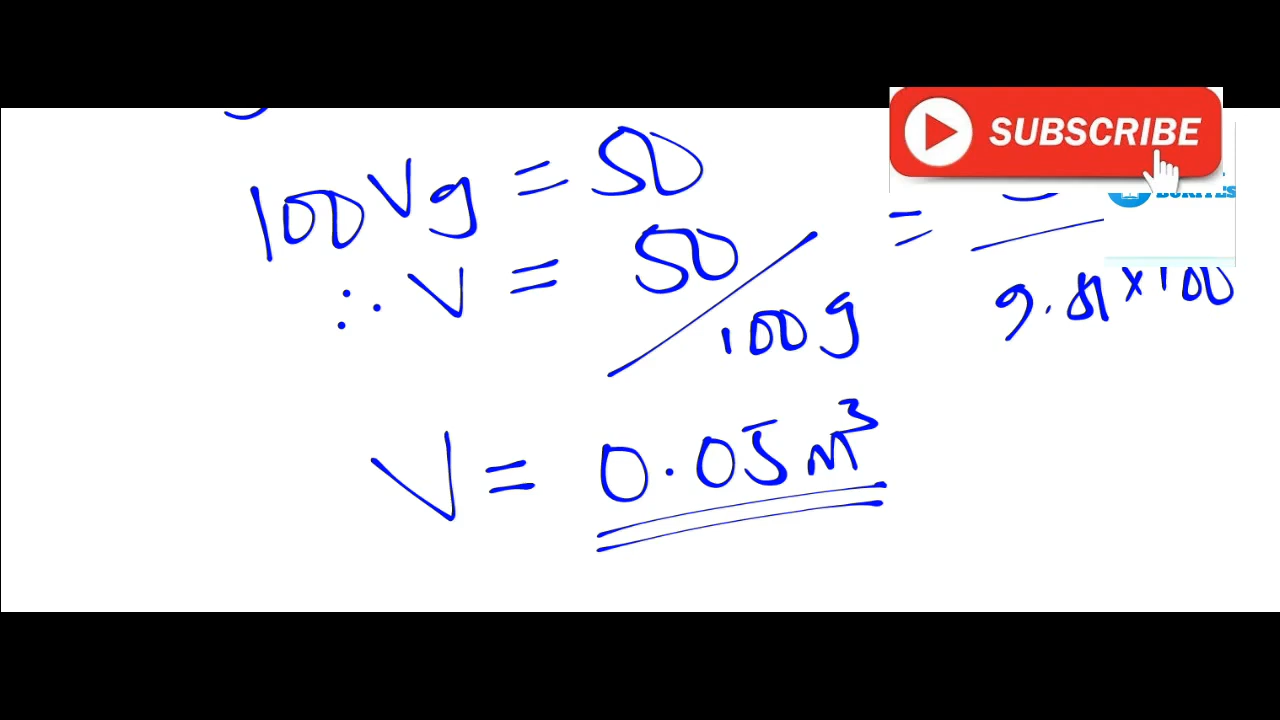 SUBSCRIBE
100Vg = 50
∴ V = 50/100g = /9.81×100
V = 0.05m³